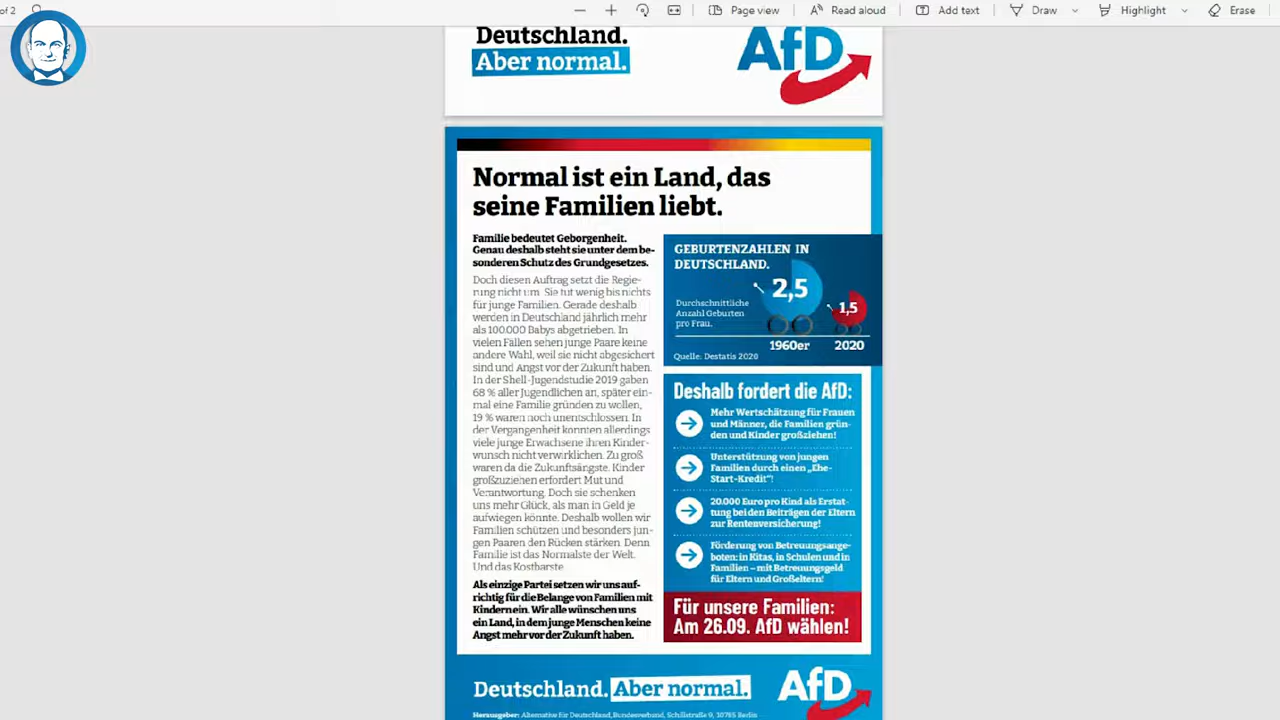 of 2
Page view
Read aloud
Add text
Draw
Highlight
Erase
Deutschland.
Aber normal.
AfD
Normal ist ein Land, das
seine Familien liebt.
Familie bedeutet Geborgenheit.
Genau deshalb steht sie unter dem be-
sonderen Schutz des Grundgesetzes.
Doch diesen Auftrag setzt die Regie-
rung nicht um. Sie tut wenig bis nichts
für junge Familien. Gerade deshalb
werden in Deutschland jährlich mehr
als 100.000 Babys abgetrieben. In
vielen Fällen sehen junge Paare keine
andere Wahl, weil sie nicht abgesichert
sind und Angst vor der Zukunft haben.
In der Shell-Jugendstudie 2019 gaben
68 % aller Jugendlichen an, später ein-
mal eine Familie gründen zu wollen,
19 % waren noch unentschlossen. In
der Vergangenheit konnten allerdings
viele junge Erwachsene ihren Kinder-
wunsch nicht verwirklichen. Zu groß
waren da die Zukunftsängste. Kinder
großzuziehen erfordert Mut und
Verantwortung. Doch sie schenken
uns mehr Glück, als man in Geld je
aufwiegen könnte. Deshalb wollen wir
Familien schützen und besonders jun-
gen Paaren den Rücken stärken. Denn
Familie ist das Normalste der Welt.
Und das Kostbarste
Als einzige Partei setzen wir uns auf-
richtig für die Belange von Familien mit
Kindern ein. Wir alle wünschen uns
ein Land, in dem junge Menschen keine
Angst mehr vor der Zukunft haben.
GEBURTENZAHLEN IN
DEUTSCHLAND.
2,5
1,5
Durchschnittliche
Anzahl Geburten
pro Frau.
1960er
2020
Quelle: Destatis 2020
Deshalb fordert die AfD:
Mehr Wertschätzung für Frauen
und Männer, die Familien grün-
den und Kinder großziehen!
Unterstützung von jungen
Familien durch einen „Ehe-
Start-Kredit“!
20.000 Euro pro Kind als Erstat-
tung bei den Beiträgen der Eltern
zur Rentenversicherung!
Förderung von Betreuungsange-
boten: in Kitas, in Schulen und in
Familien – mit Betreuungsgeld
für Eltern und Großeltern!
Für unsere Familien:
Am 26.09. AfD wählen!
Deutschland. Aber normal.
AfD
Herausgeber: Alternative für Deutschland, Bundesverband, Schillstraße 9, 10785 Berlin